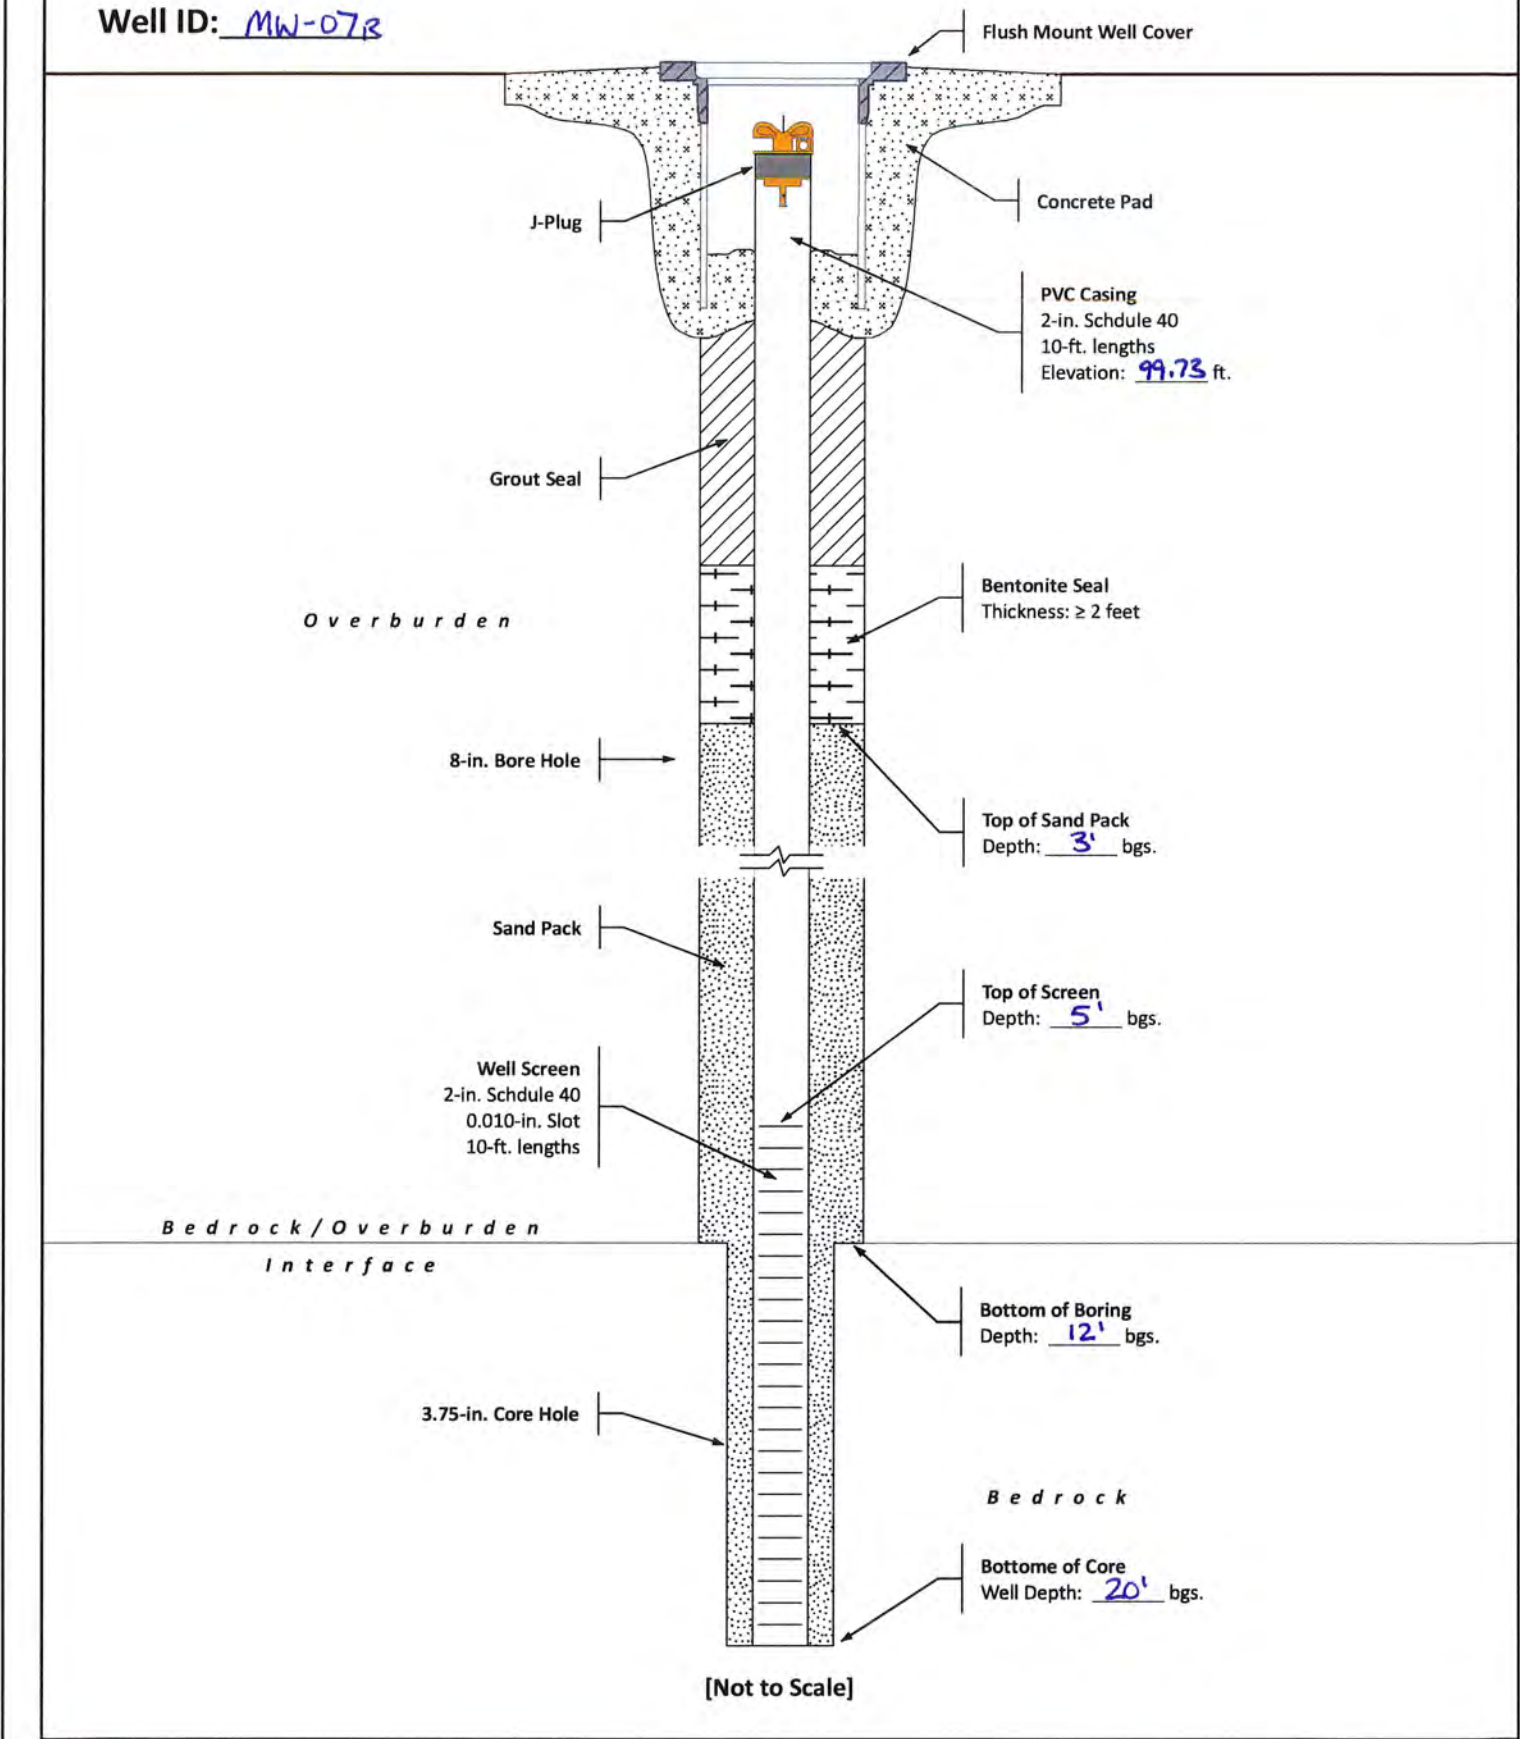 Well ID: MW-07B
Flush Mount Well Cover
J-Plug
Concrete Pad
PVC Casing
2-in. Schdule 40
10-ft. lengths
Elevation: 99.73 ft.
Grout Seal
Bentonite Seal
Thickness: ≥ 2 feet
Overburden
8-in. Bore Hole
Top of Sand Pack
Depth: 3' bgs.
Sand Pack
Top of Screen
Depth: 5' bgs.
Well Screen
2-in. Schdule 40
0.010-in. Slot
10-ft. lengths
Bedrock/Overburden
Interface
Bottom of Boring
Depth: 12' bgs.
3.75-in. Core Hole
Bedrock
Bottome of Core
Well Depth: 20' bgs.
[Not to Scale]